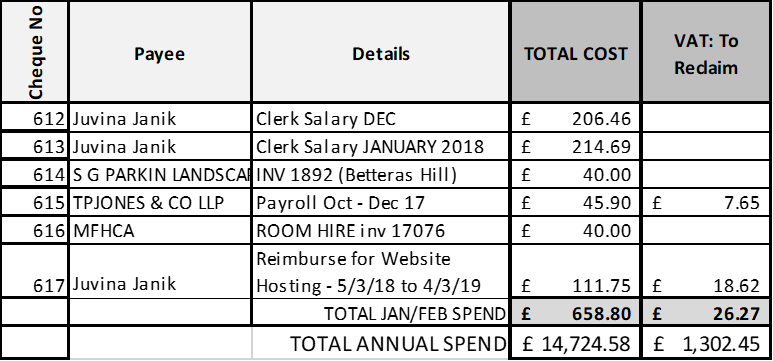 Cheque No Payee Details TOTAL COST VAT: To Reclaim
612 Juvina Janik Clerk Salary DEC £ 206.46
613 Juvina Janik Clerk Salary JANUARY 2018 £ 214.69
614 S G PARKIN LANDSCAP INV 1892 (Betteras Hill) £ 40.00
615 TPJONES & CO LLP Payroll Oct - Dec 17 £ 45.90 £ 7.65
616 MFHCA ROOM HIRE inv 17076 £ 40.00
Reimburse for Website
617 Juvina Janik Hosting - 5/3/18 to 4/3/19 £ 111.75 £ 18.62
TOTAL JAN/FEB SPEND £ 658.80 £ 26.27
TOTAL ANNUAL SPEND £ 14,724.58 £ 1,302.45